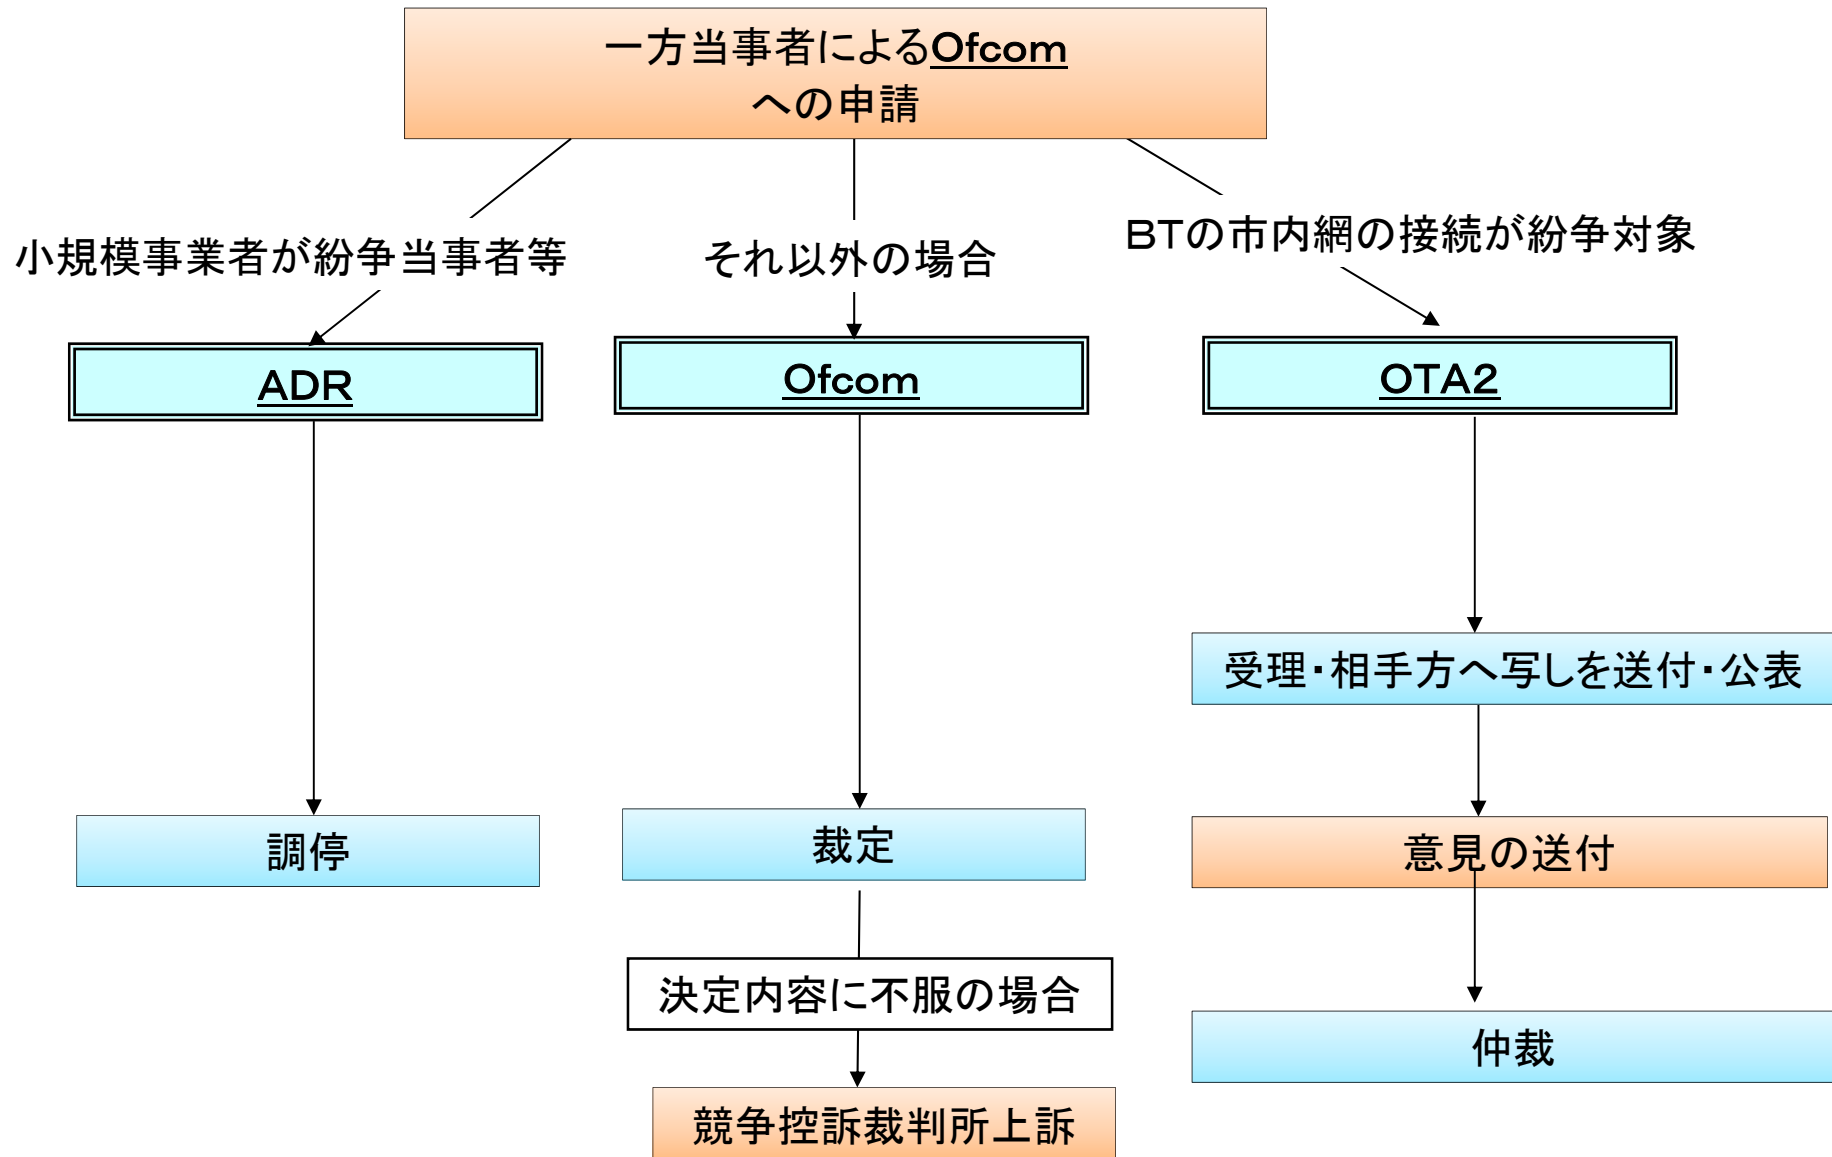 一方当事者によるOfcom
への申請
小規模事業者が紛争当事者等
それ以外の場合
BTの市内網の接続が紛争対象
ADR
Ofcom
OTA2
受理・相手方へ写しを送付・公表
調停
裁定
意見の送付
決定内容に不服の場合
仲裁
競争控訴裁判所上訴